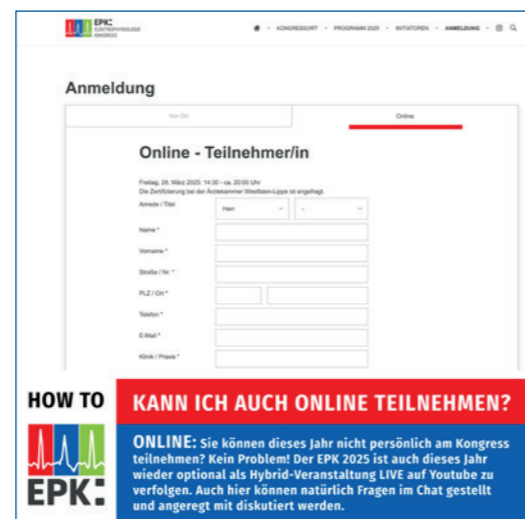 EPK:
ELEKTROPHYSIOLOGIE
KONGRESS
KONGRESSORT - PROGRAMM 2025 - INITIATOREN - ANMELDUNG
Anmeldung
Vor Ort
Online
Online - Teilnehmer/in
Freitag, 28. März 2025: 14:30 - ca. 20:00 Uhr
Die Zertifizierung bei der Ärztekammer Westfalen-Lippe ist angefragt.
Anrede / Titel
Herr
-
Name *
Vorname *
Straße / Nr. *
PLZ / Ort *
Telefon *
E-Mail *
Klinik / Praxis *
HOW TO
EPK:
KANN ICH AUCH ONLINE TEILNEHMEN?
ONLINE: Sie können dieses Jahr nicht persönlich am Kongress
teilnehmen? Kein Problem! Der EPK 2025 ist auch dieses Jahr
wieder optional als Hybrid-Veranstaltung LIVE auf Youtube zu
verfolgen. Auch hier können natürlich Fragen im Chat gestellt
und angeregt mit diskutiert werden.